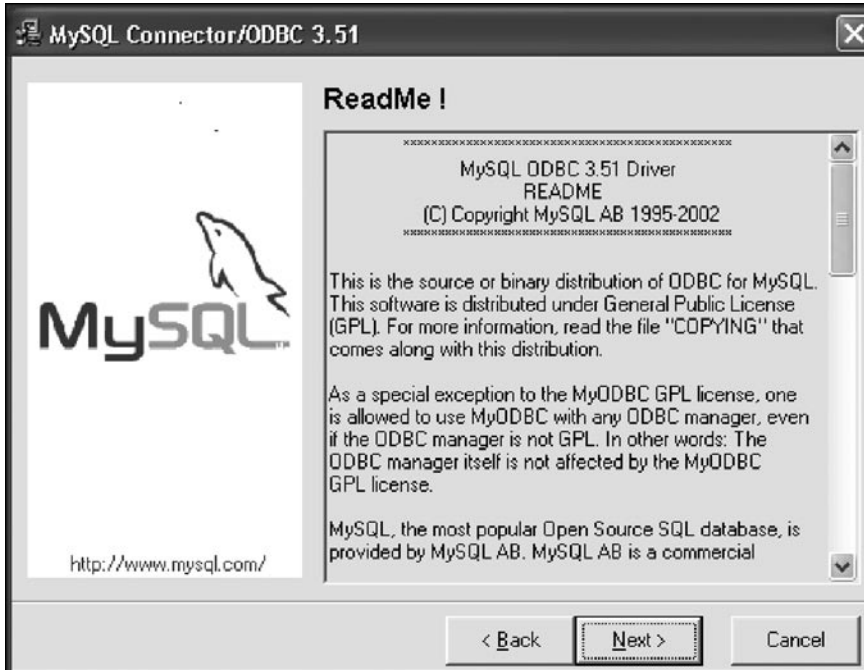 MySQL Connector/ODBC 3.51
ReadMe !
MySQL
http://www.mysql.com/
××××××××××××××××××××××××××××××××××××××××××××××
MySQL ODBC 3.51 Driver
README
(C) Copyright MySQL AB 1995-2002
××××××××××××××××××××××××××××××××××××××××××××××
This is the source or binary distribution of ODBC for MySQL.
This software is distributed under General Public License
(GPL). For more information, read the file "COPYING" that
comes along with this distribution.
As a special exception to the MyODBC GPL license, one
is allowed to use MyODBC with any ODBC manager, even
if the ODBC manager is not GPL. In other words: The
ODBC manager itself is not affected by the MyODBC
GPL license.
MySQL, the most popular Open Source SQL database, is
provided by MySQL AB. MySQL AB is a commercial
< Back
Next >
Cancel